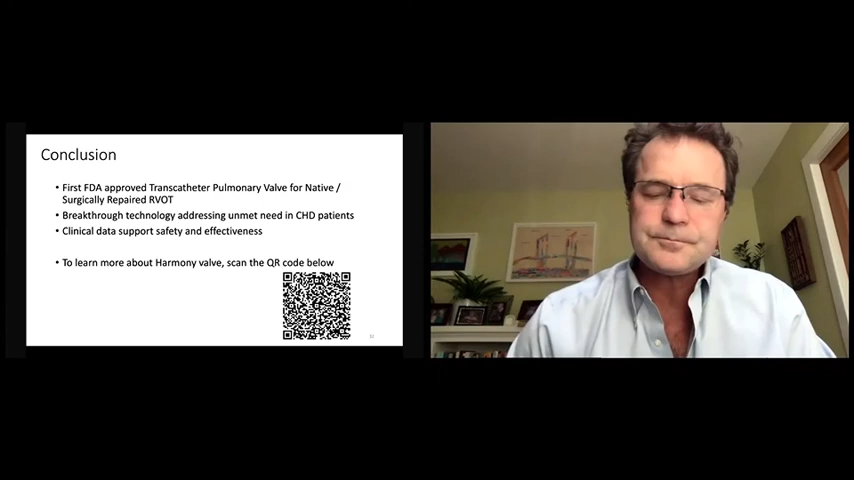 Conclusion
• First FDA approved Transcatheter Pulmonary Valve for Native /
Surgically Repaired RVOT
• Breakthrough technology addressing unmet need in CHD patients
• Clinical data support safety and effectiveness
• To learn more about Harmony valve, scan the QR code below